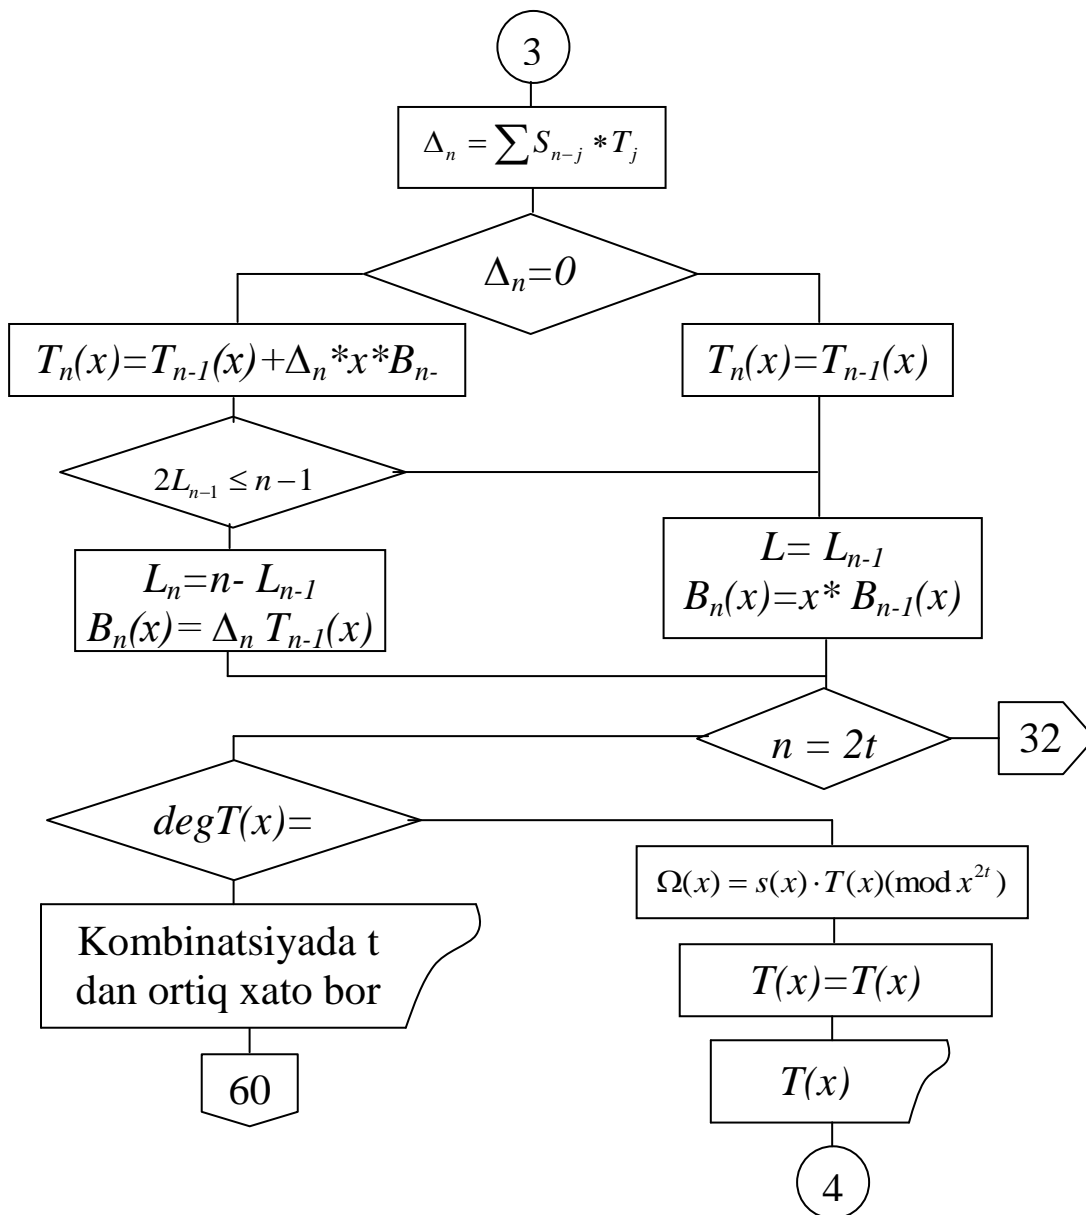 3
Δₙ = ∑ Sₙ₋ⱼ * Tⱼ
Δₙ=0
Tₙ(x)=Tₙ₋₁(x)+Δₙ*x*Bₙ₋
Tₙ(x)=Tₙ₋₁(x)
2Lₙ₋₁ ≤ n−1
Lₙ=n- Lₙ₋₁
Bₙ(x)= Δₙ Tₙ₋₁(x)
L= Lₙ₋₁
Bₙ(x)=x* Bₙ₋₁(x)
n = 2t
32
degT(x)=
Ω(x) = s(x)·T(x)(mod x²ᵗ)
Kombinatsiyada t
dan ortiq xato bor
T(x)=T(x)
60
T(x)
4